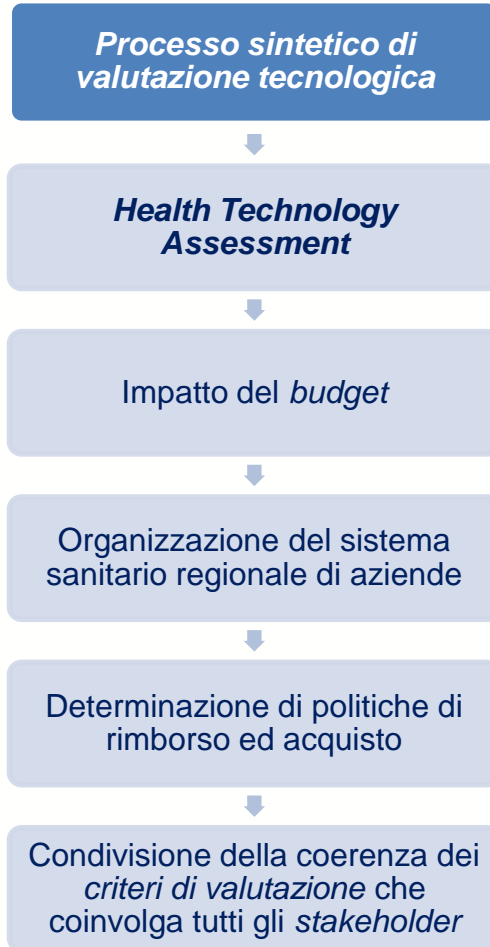 Processo sintetico di
valutazione tecnologica
Health Technology
Assessment
Impatto del budget
Organizzazione del sistema
sanitario regionale di aziende
Determinazione di politiche di
rimborso ed acquisto
Condivisione della coerenza dei
criteri di valutazione che
coinvolga tutti gli stakeholder